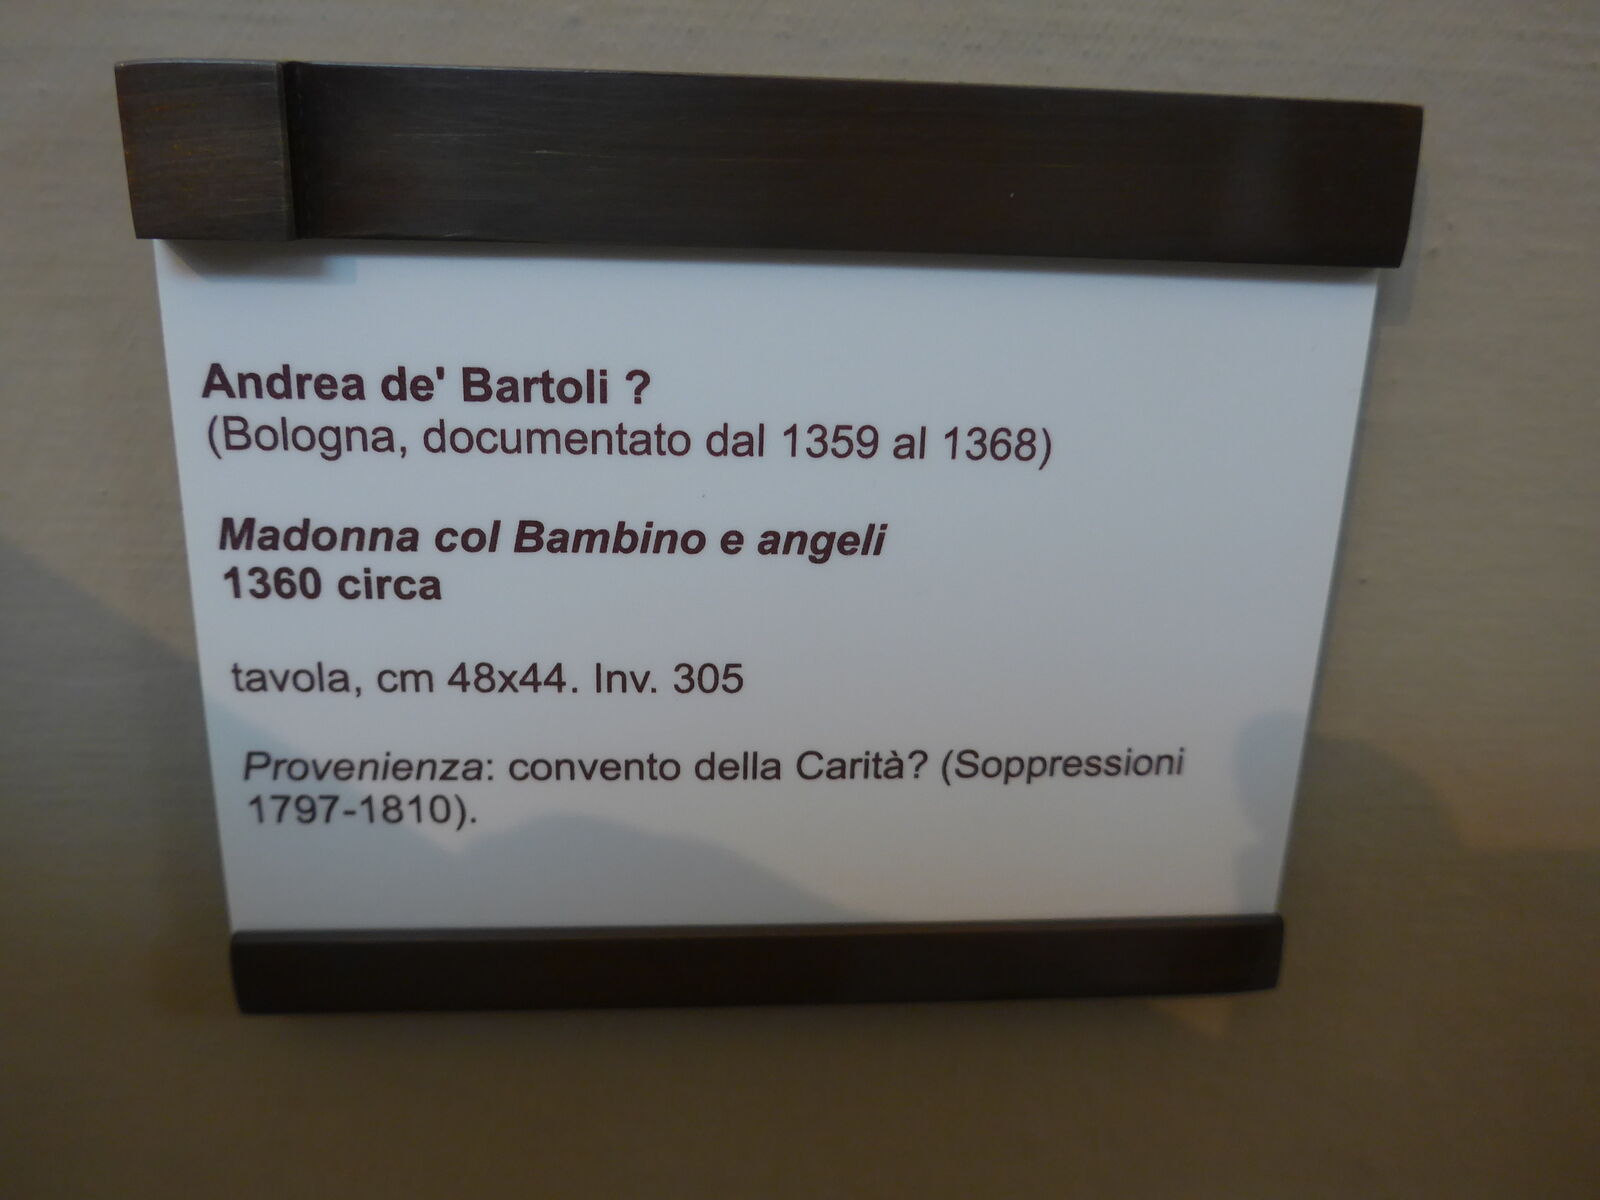 Andrea de' Bartoli ?
(Bologna, documentato dal 1359 al 1368)
Madonna col Bambino e angeli
1360 circa
tavola, cm 48x44. Inv. 305
Provenienza: convento della Carità? (Soppressioni
1797-1810).